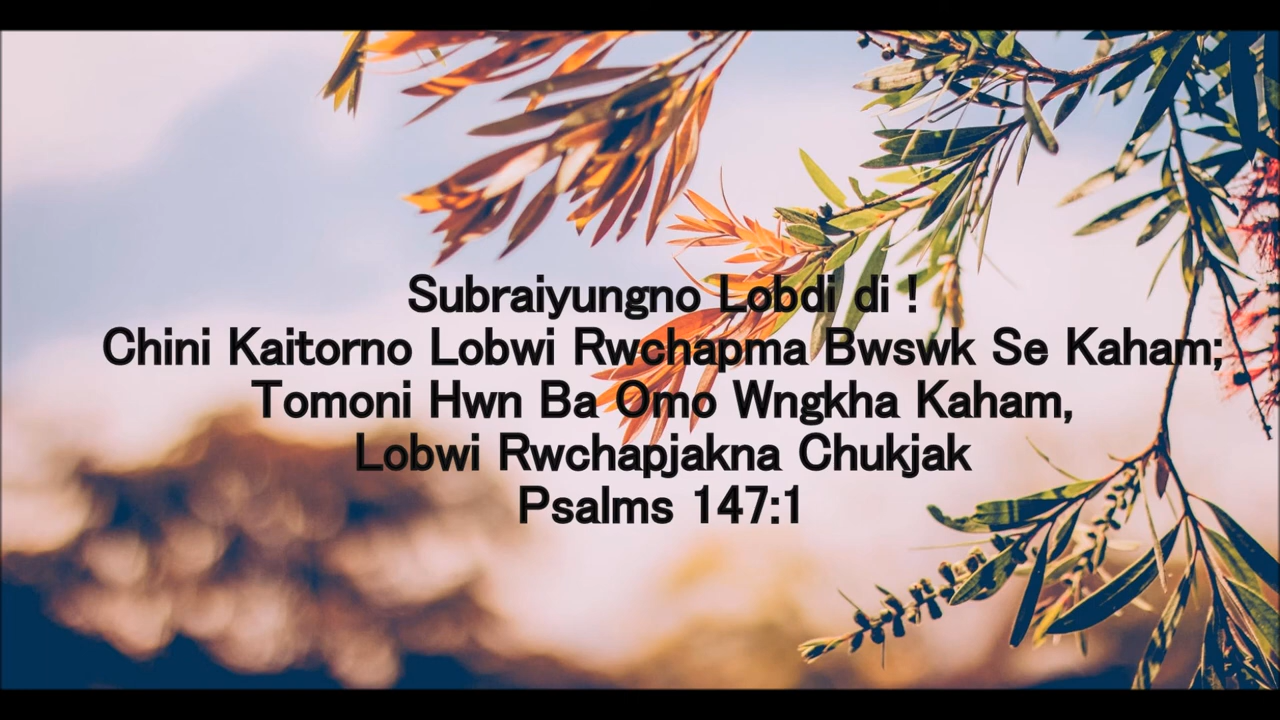 Subraiyungno Lobdi di !
Chini Kaitorno Lobwi Rwchapma Bwswk Se Kaham;
Tomoni Hwn Ba Omo Wngkha Kaham,
Lobwi Rwchapjakna Chukjak
Psalms 147:1